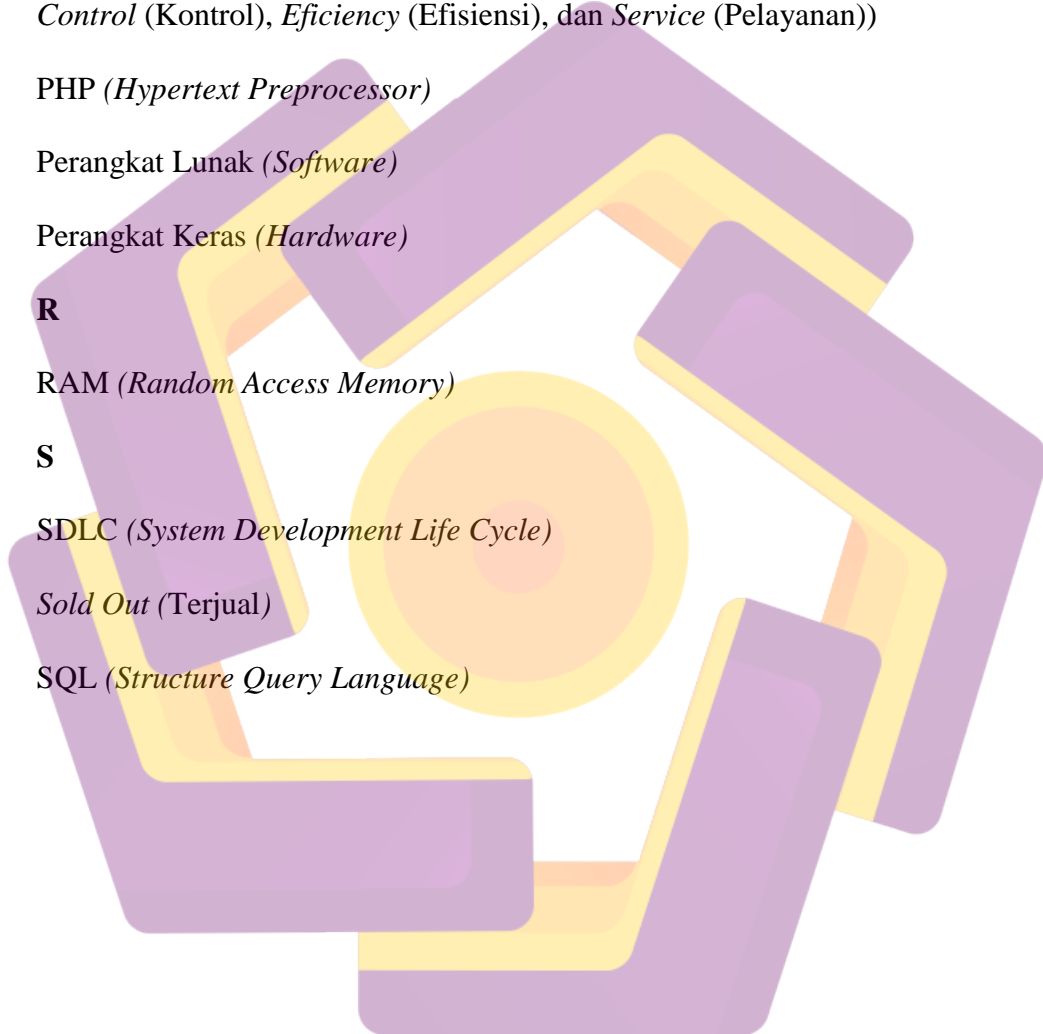 Control (Kontrol), Eficiency (Efisiensi), dan Service (Pelayanan))
PHP (Hypertext Preprocessor)
Perangkat Lunak (Software)
Perangkat Keras (Hardware)
R
RAM (Random Access Memory)
S
SDLC (System Development Life Cycle)
Sold Out (Terjual)
SQL (Structure Query Language)